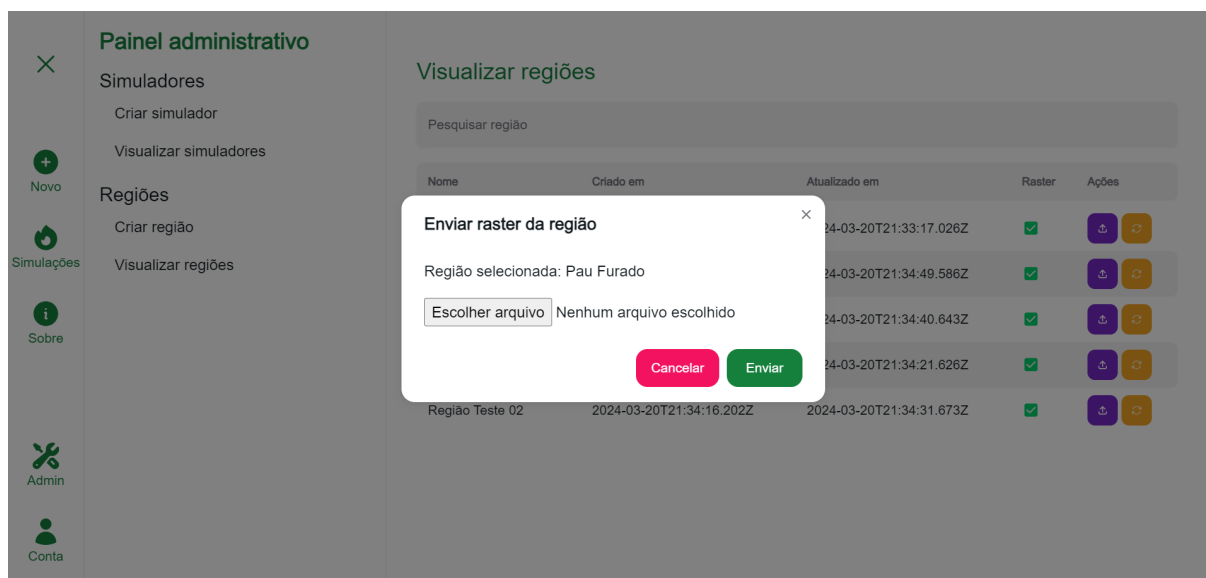 Painel administrativo
Simuladores
Criar simulador
Visualizar simuladores
Regiões
Criar região
Visualizar regiões
Novo
Simulações
Sobre
Admin
Conta
Visualizar regiões
Pesquisar região
Nome Criado em Atualizado em Raster Ações
24-03-20T21:33:17.026Z
24-03-20T21:34:49.586Z
24-03-20T21:34:40.643Z
24-03-20T21:34:21.626Z
Região Teste 02 2024-03-20T21:34:16.202Z 2024-03-20T21:34:31.673Z
Enviar raster da região
Região selecionada: Pau Furado
Escolher arquivo Nenhum arquivo escolhido
Cancelar Enviar